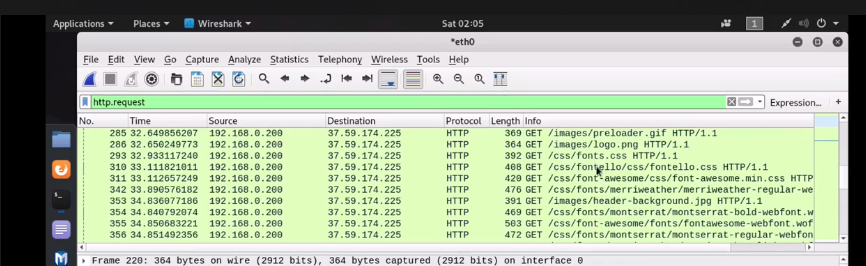 Applications Places Wireshark Sat 02:05 1
*eth0
File Edit View Go Capture Analyze Statistics Telephony Wireless Tools Help
http.request Expression... +
No. Time Source Destination Protocol Length Info
285 32.649856207 192.168.0.200 37.59.174.225 HTTP 369 GET /images/preloader.gif HTTP/1.1
286 32.650249773 192.168.0.200 37.59.174.225 HTTP 364 GET /images/logo.png HTTP/1.1
293 32.933117240 192.168.0.200 37.59.174.225 HTTP 392 GET /css/fonts.css HTTP/1.1
310 33.111821011 192.168.0.200 37.59.174.225 HTTP 408 GET /css/fontello/css/fontello.css HTTP/1.1
311 33.112657249 192.168.0.200 37.59.174.225 HTTP 420 GET /css/font-awesome/css/font-awesome.min.css HTTP
342 33.890576182 192.168.0.200 37.59.174.225 HTTP 476 GET /css/fonts/merriweather/merriweather-regular-we
353 34.836077186 192.168.0.200 37.59.174.225 HTTP 391 GET /images/header-background.jpg HTTP/1.1
354 34.840792074 192.168.0.200 37.59.174.225 HTTP 469 GET /css/fonts/montserrat/montserrat-bold-webfont.w
355 34.850683221 192.168.0.200 37.59.174.225 HTTP 503 GET /css/font-awesome/fonts/fontawesome-webfont.wof
356 34.851492356 192.168.0.200 37.59.174.225 HTTP 472 GET /css/fonts/montserrat/montserrat-regular-webfon
Frame 220: 364 bytes on wire (2912 bits), 364 bytes captured (2912 bits) on interface 0